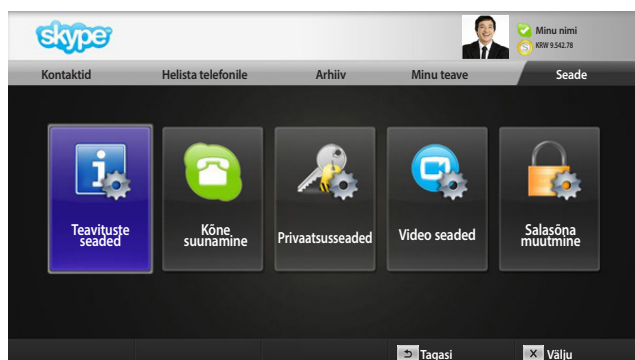 skype
Minu nimi
S KRW 9.542.78
Kontaktid Helista telefonile Arhiiv Minu teave Seade
i
Teavituste
seaded
Kõne
suunamine
Privaatsusseaded
Video seaded
Salasõna
muutmine
Tagasi
X Välju